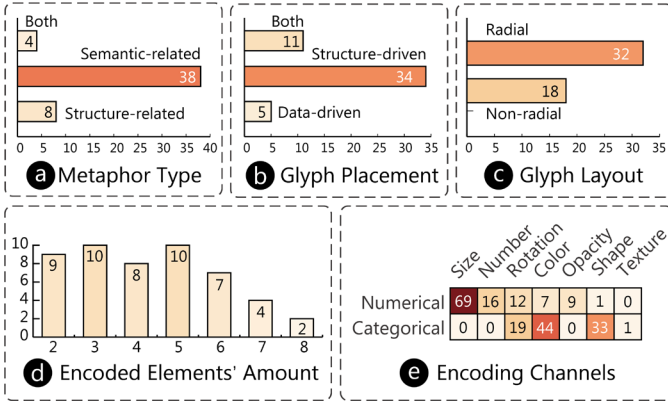 Both
4
Semantic-related
38
8 Structure-related
0 5 10 15 20 25 30 35 40
a Metaphor Type
Both
11
Structure-driven
34
5 Data-driven
0 5 10 15 20 25 30 35
b Glyph Placement
Radial
32
18
Non-radial
0 5 10 15 20 25 30 35
c Glyph Layout
10
8
6
4
2
0
9 10 8 10 7 4 2
2 3 4 5 6 7 8
d Encoded Elements' Amount
Size Number Rotation Color Opacity Shape Texture
Numerical 69 16 12 7 9 1 0
Categorical 0 0 19 44 0 33 1
e Encoding Channels